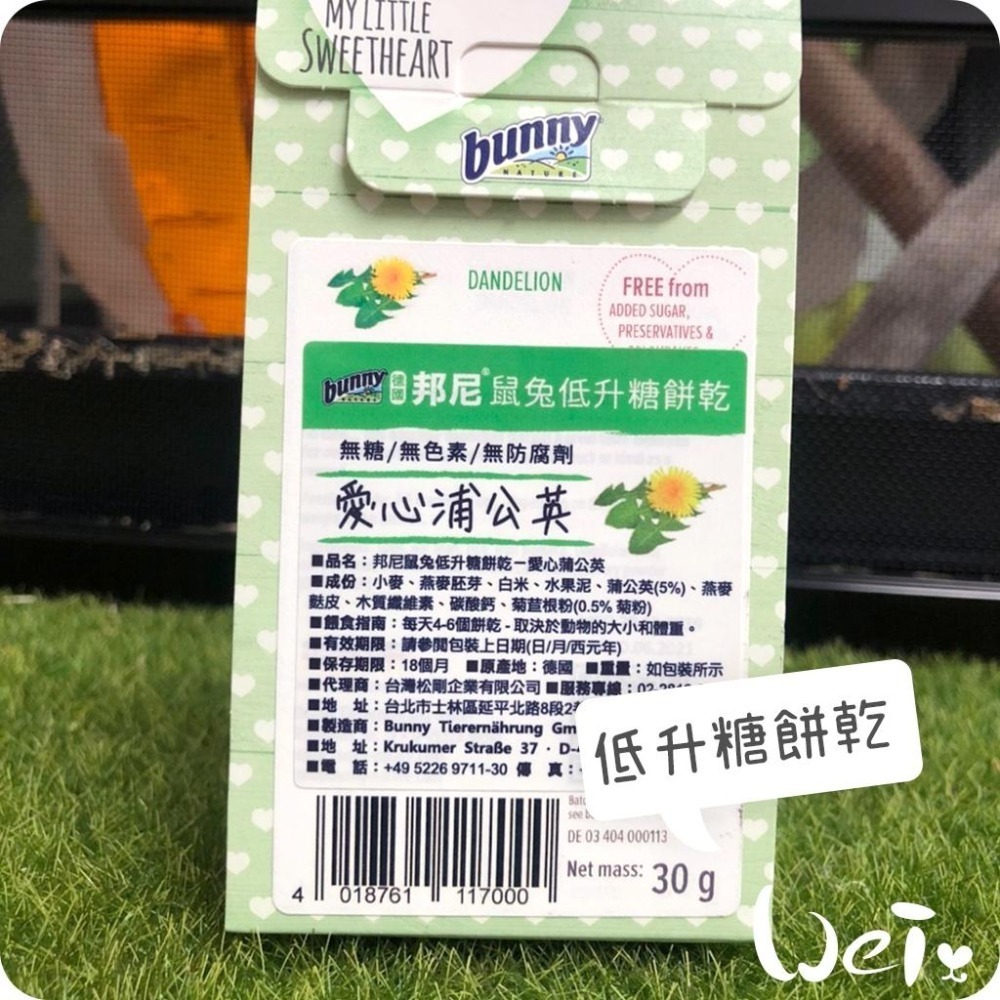 MY LITTLE
SWEETHEART
bunny
NATURE
DANDELION
FREE from
ADDED SUGAR,
PRESERVATIVES &
bunny 德國 邦尼® 鼠兔低升糖餅乾
無糖/無色素/無防腐劑
愛心浦公英
■品名：邦尼鼠兔低升糖餅乾－愛心蒲公英
■成份：小麥、燕麥胚芽、白米、水果泥、蒲公英(5%)、燕麥
麩皮、木質纖維素、碳酸鈣、菊苣根粉(0.5% 菊粉)
■餵食指南：每天4-6個餅乾 - 取決於動物的大小和體重。
■有效期限：請參閱包裝上日期(日/月/西元年)
■保存期限：18個月 ■原產地：德國 ■重量：如包裝所示
■代理商：台灣松剛企業有限公司 ■服務專線：02-281
■地 址：台北市士林區延平北路8段2
■製造商：Bunny Tierernährung Gm
■地 址：Krukumer Straße 37 · D-4
■電 話：+49 5226 9711-30 傳 真：
低升糖餅乾
DE 03 404 000113
Net mass: 30 g
4 018761 117000
Wei